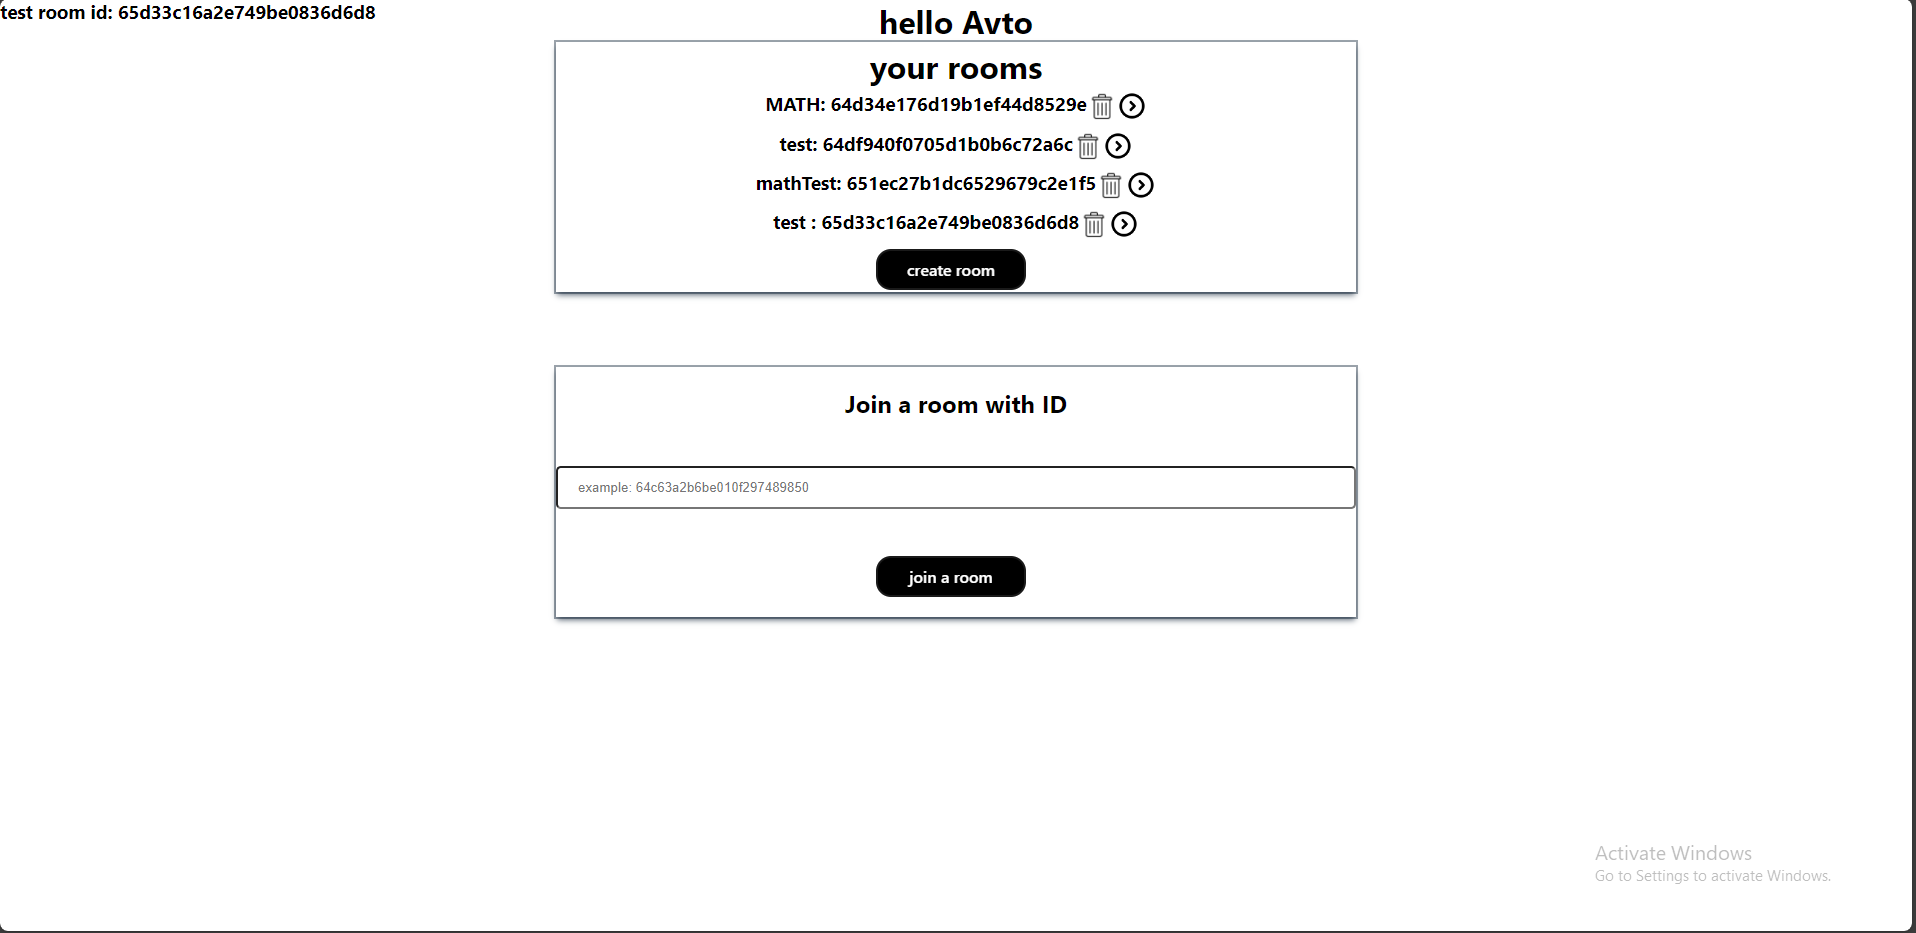 test room id: 65d33c16a2e749be0836d6d8
hello Avto
your rooms
MATH: 64d34e176d19b1ef44d8529e
test: 64df940f0705d1b0b6c72a6c
mathTest: 651ec27b1dc6529679c2e1f5
test : 65d33c16a2e749be0836d6d8
create room
Join a room with ID
example: 64c63a2b6be010f297489850
join a room
Activate Windows
Go to Settings to activate Windows.